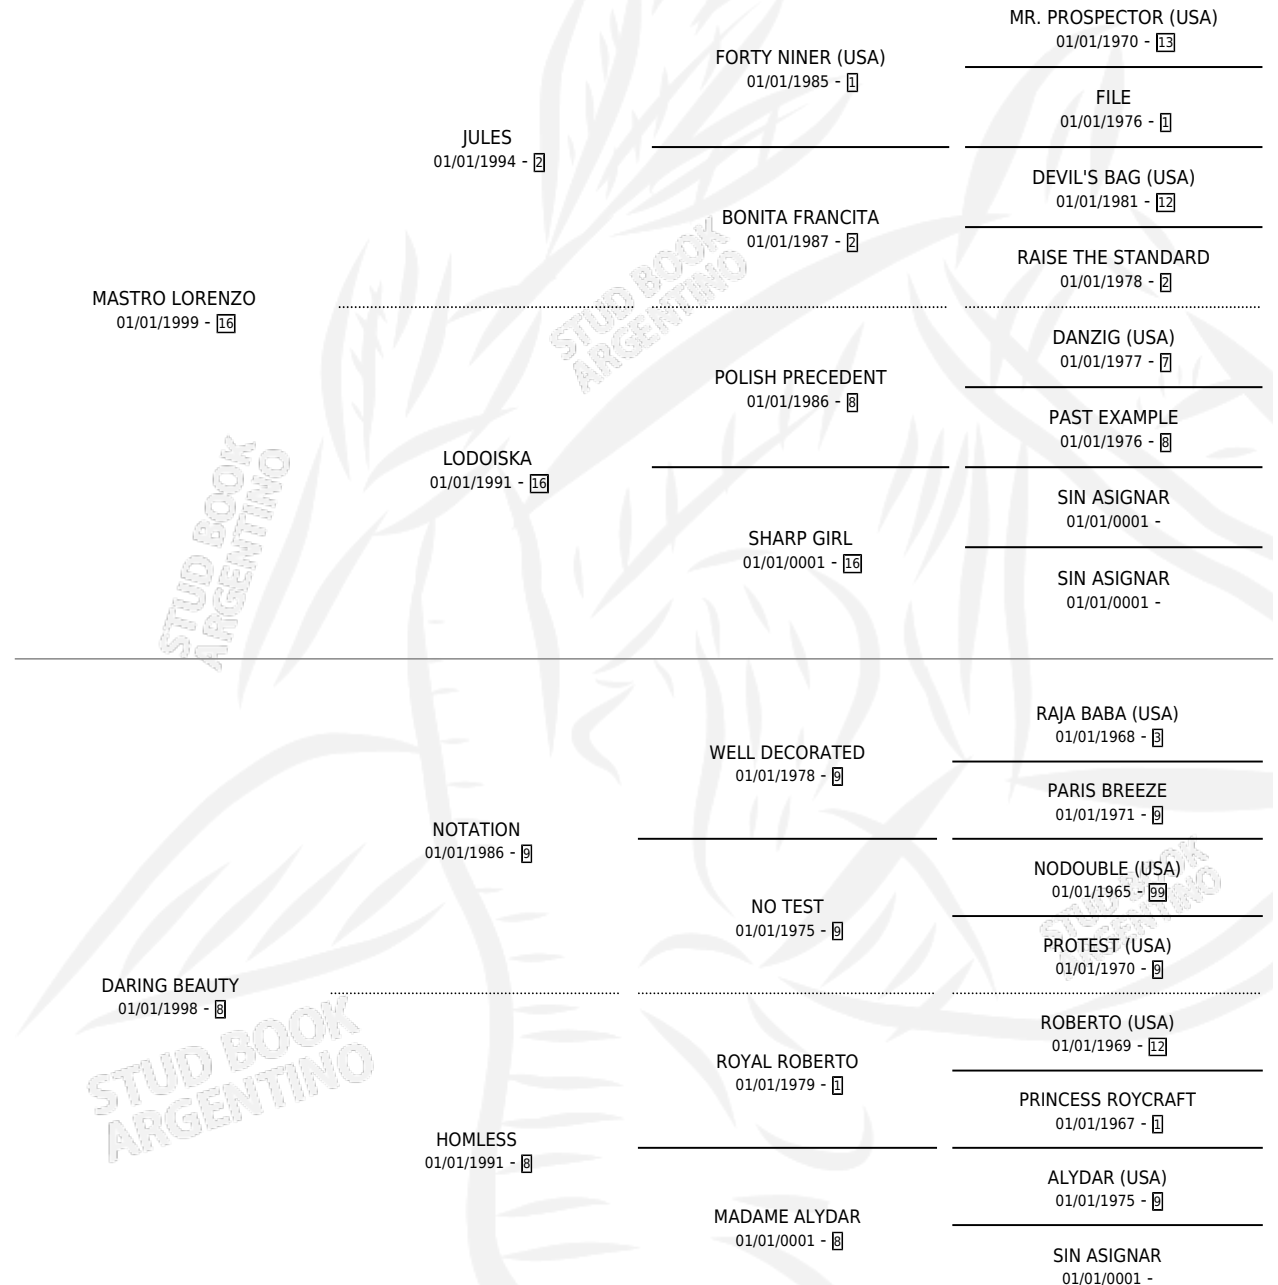 MR. PROSPECTOR (USA)
01/01/1970 - 13
FORTY NINER (USA)
01/01/1985 - 1
FILE
01/01/1976 - 1
JULES
01/01/1994 - 2
DEVIL'S BAG (USA)
01/01/1981 - 12
BONITA FRANCITA
01/01/1987 - 2
RAISE THE STANDARD
01/01/1978 - 2
MASTRO LORENZO
01/01/1999 - 16
STUD BOOK
ARGENTINO
DANZIG (USA)
01/01/1977 - 7
POLISH PRECEDENT
01/01/1986 - 8
PAST EXAMPLE
01/01/1976 - 8
LODOISKA
01/01/1991 - 16
SIN ASIGNAR
01/01/0001 -
SHARP GIRL
01/01/0001 - 16
SIN ASIGNAR
01/01/0001 -
STUD BOOK
ARGENTINO
RAJA BABA (USA)
01/01/1968 - 3
WELL DECORATED
01/01/1978 - 9
PARIS BREEZE
01/01/1971 - 9
NOTATION
01/01/1986 - 9
NODOUBLE (USA)
01/01/1965 - 99
NO TEST
01/01/1975 - 9
PROTEST (USA)
01/01/1970 - 9
STUD BOOK
ARGENTINO
DARING BEAUTY
01/01/1998 - 8
ROBERTO (USA)
01/01/1969 - 12
ROYAL ROBERTO
01/01/1979 - 1
PRINCESS ROYCRAFT
01/01/1967 - 1
STUD BOOK
ARGENTINO
HOMLESS
01/01/1991 - 8
ALYDAR (USA)
01/01/1975 - 9
MADAME ALYDAR
01/01/0001 - 8
SIN ASIGNAR
01/01/0001 -